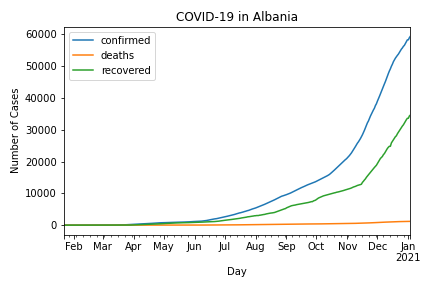 COVID-19 in Albania
confirmed
deaths
recovered
Number of Cases
60000
50000
40000
30000
20000
10000
0
Feb Mar Apr May Jun Jul Aug Sep Oct Nov Dec Jan
2021
Day